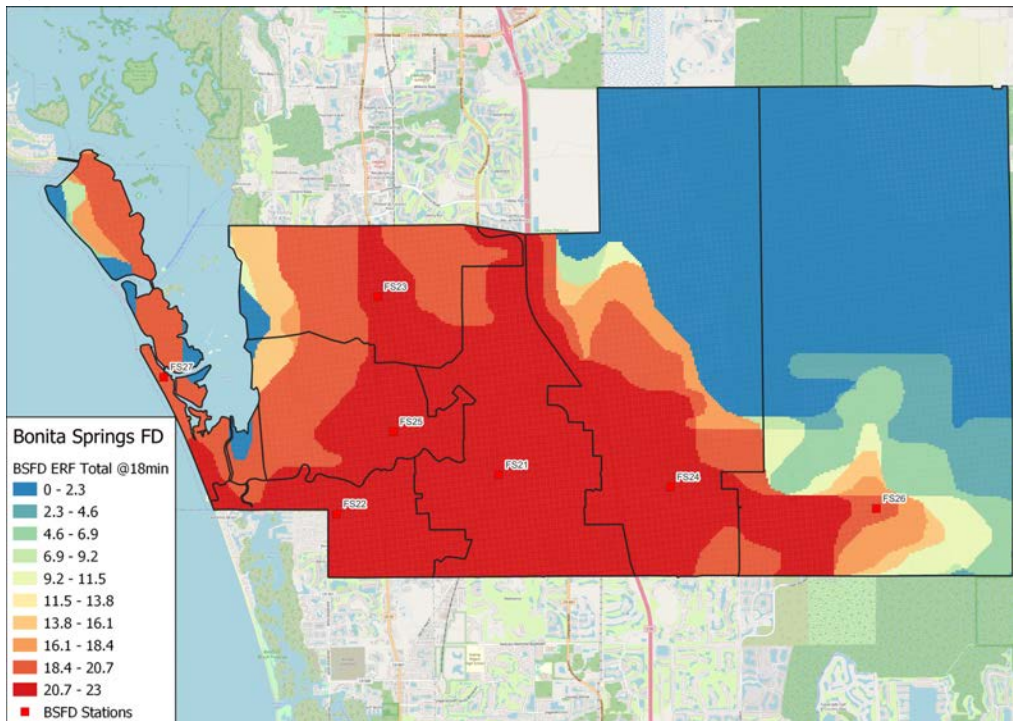 FS23
FS27
FS25
FS21
FS24
FS22
FS26
Bonita Springs FD
BSFD ERF Total @18min
0 - 2.3
2.3 - 4.6
4.6 - 6.9
6.9 - 9.2
9.2 - 11.5
11.5 - 13.8
13.8 - 16.1
16.1 - 18.4
18.4 - 20.7
20.7 - 23
BSFD Stations